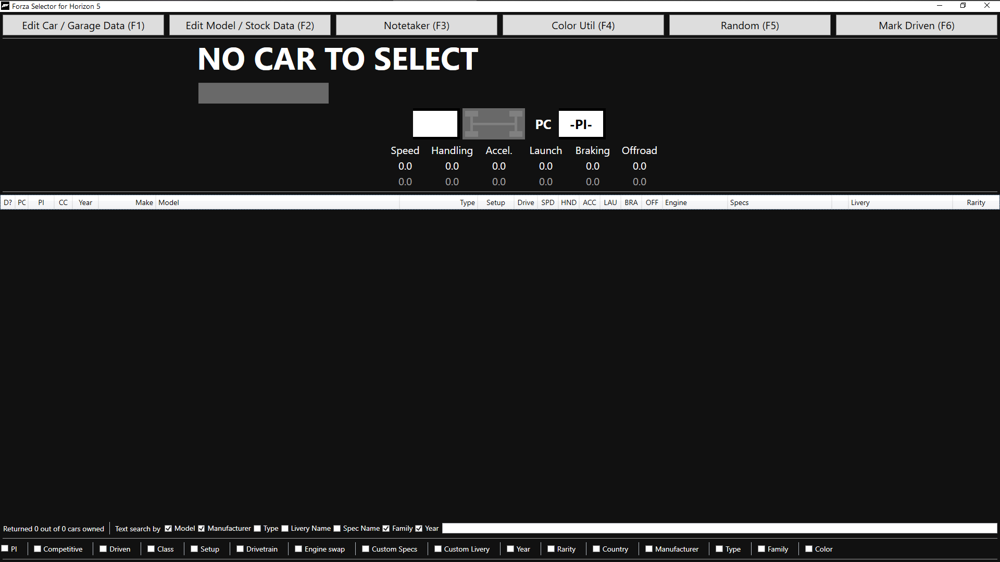 Forza Selector for Horizon 5
Edit Car / Garage Data (F1) Edit Model / Stock Data (F2) Notetaker (F3) Color Util (F4) Random (F5) Mark Driven (F6)
NO CAR TO SELECT
PC -PI-
Speed Handling Accel. Launch Braking Offroad
0.0 0.0 0.0 0.0 0.0 0.0
0.0 0.0 0.0 0.0 0.0 0.0
D? PC PI CC Year Make Model Type Setup Drive SPD HND ACC LAU BRA OFF Engine Specs Livery Rarity
Returned 0 out of 0 cars owned Text search by Model Manufacturer Type Livery Name Spec Name Family Year
PI Competitive Driven Class Setup Drivetrain Engine swap Custom Specs Custom Livery Year Rarity Country Manufacturer Type Family Color